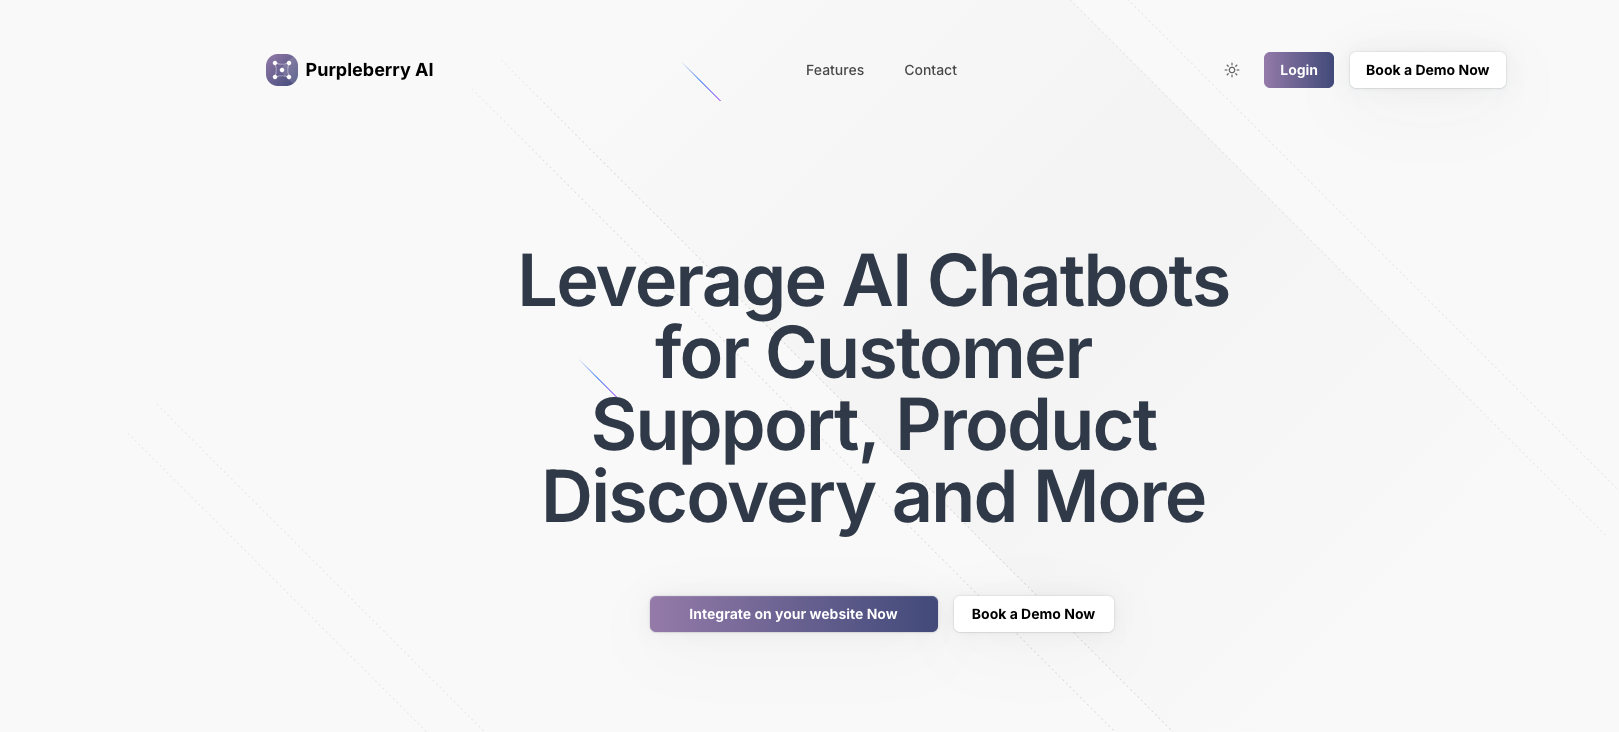 Purpleberry AI
Features
Contact
Login
Book a Demo Now
Leverage AI Chatbots
for Customer
Support, Product
Discovery and More
Integrate on your website Now
Book a Demo Now